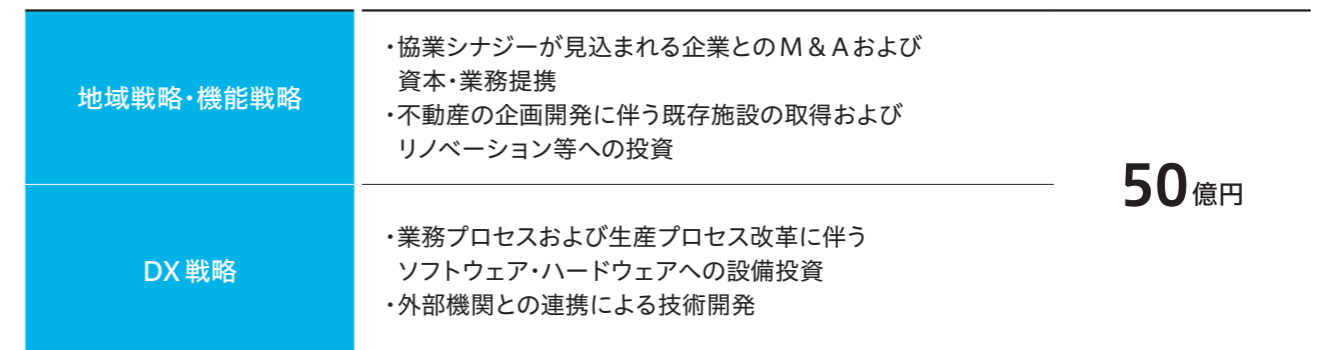 地域戦略・機能戦略
・協業シナジーが見込まれる企業とのM&Aおよび
資本・業務提携
・不動産の企画開発に伴う既存施設の取得および
リノベーション等への投資
DX戦略
・業務プロセスおよび生産プロセス改革に伴う
ソフトウェア・ハードウェアへの設備投資
・外部機関との連携による技術開発
50億円